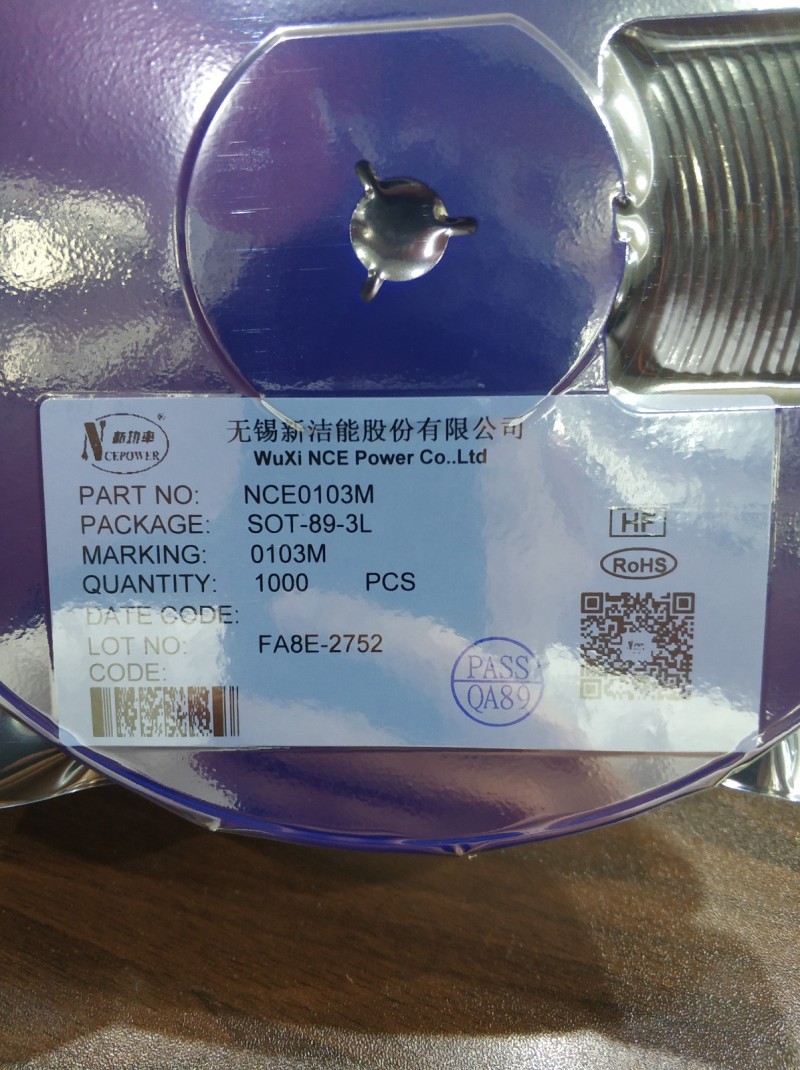 新功率®
NCEPOWER
无锡新洁能股份有限公司
WuXi NCE Power Co..Ltd
PART NO: NCE0103M
PACKAGE: SOT-89-3L
MARKING: 0103M
QUANTITY: 1000 PCS
DATE CODE:
LOT NO: FA8E-2752
CODE:
HF
RoHS
PASS
QA89